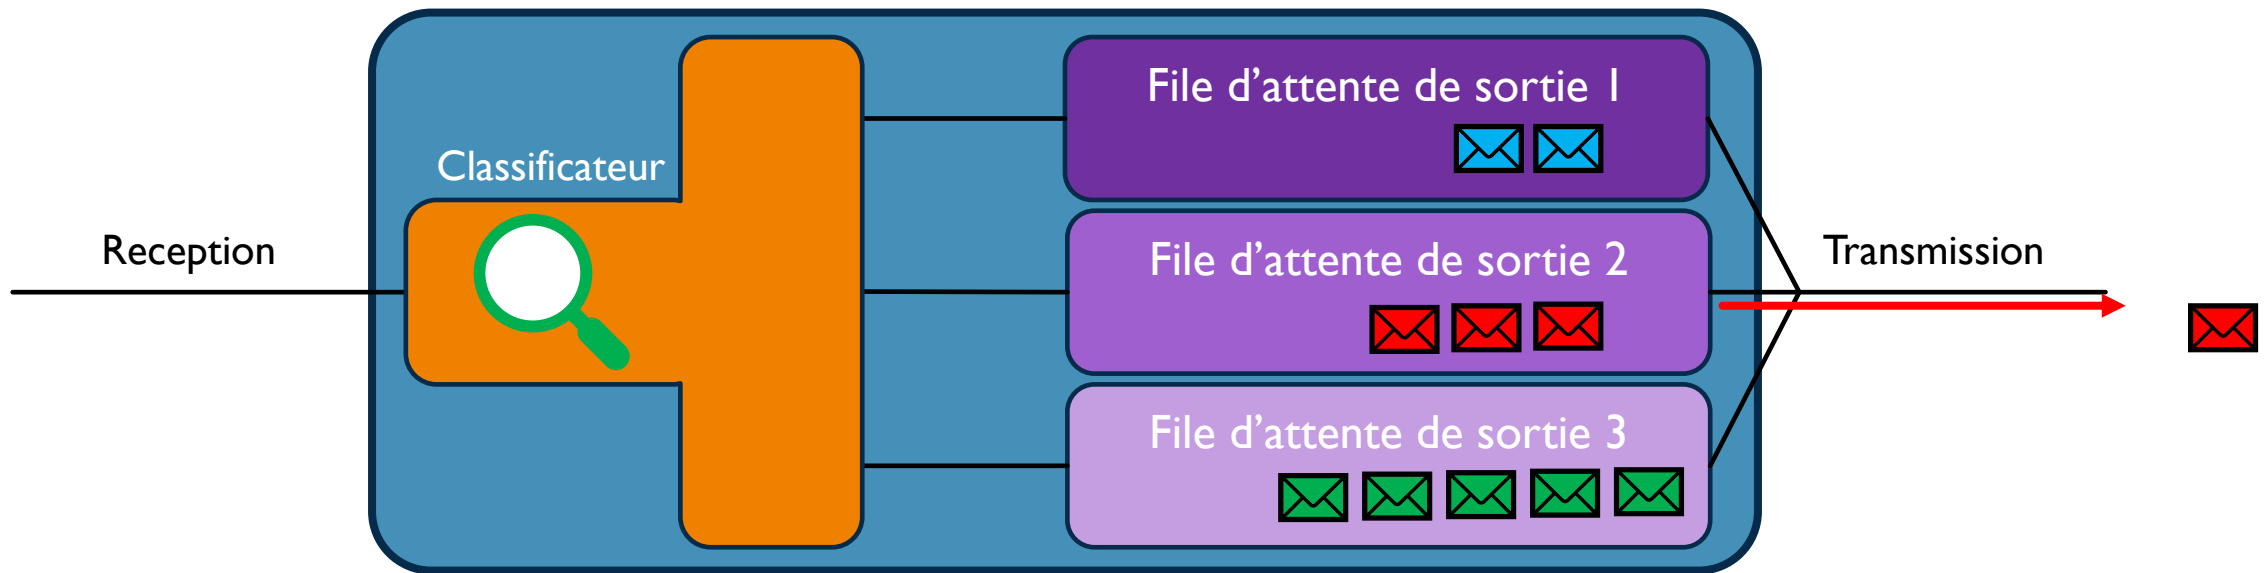 File d’attente de sortie 1
Classificateur
Reception
File d’attente de sortie 2
Transmission
File d’attente de sortie 3